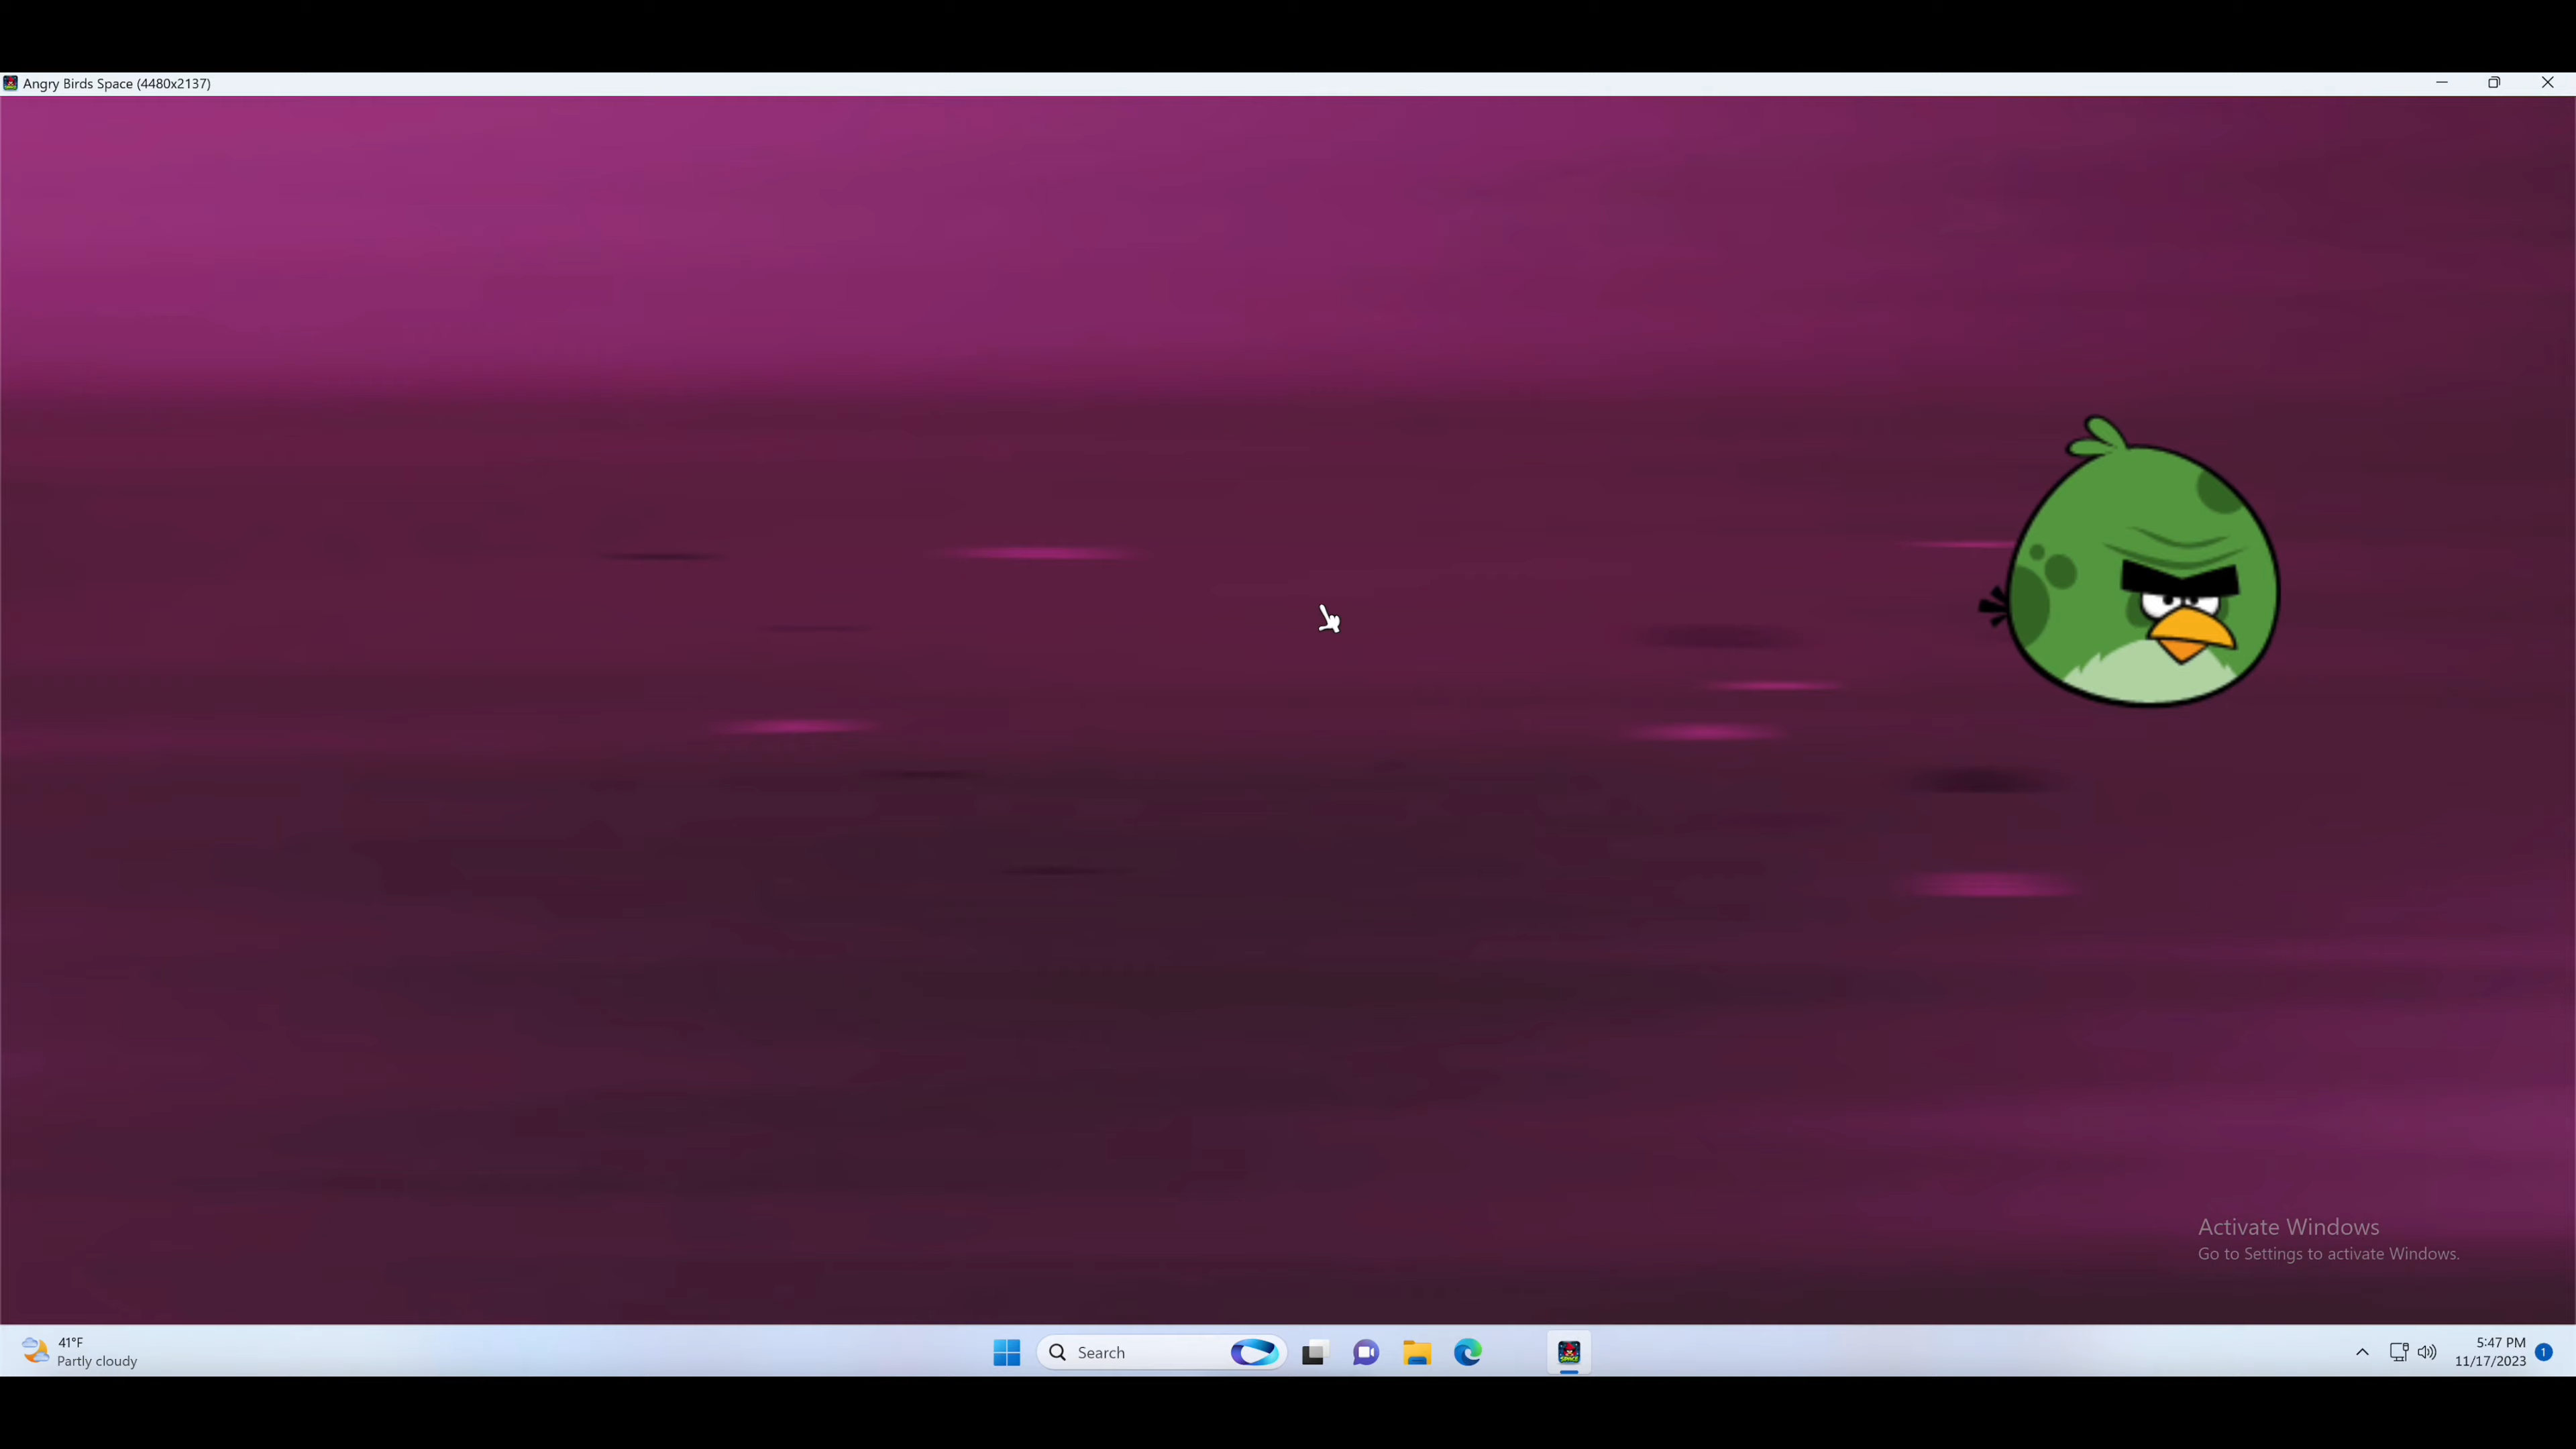 Angry Birds Space (4480x2137)
Activate Windows
Go to Settings to activate Windows.
41°F
Partly cloudy
Search
5:47 PM
11/17/2023
1